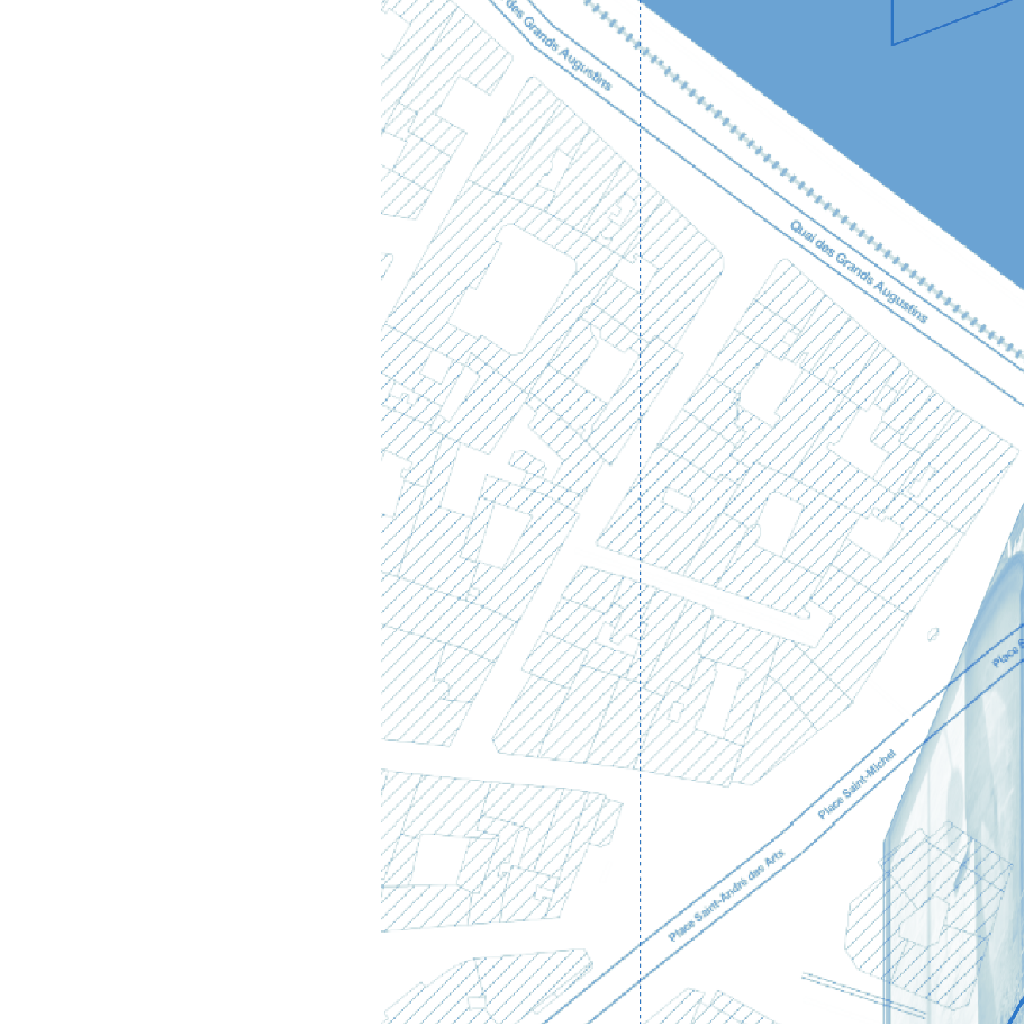 des Grands Augustins
Quai des Grands Augustins
Place
Place Saint-Michel
Place Saint-André des Arts